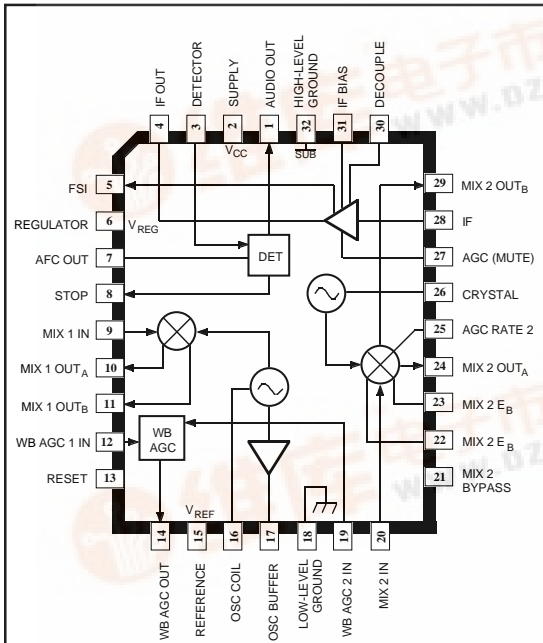 IF OUT
DETECTOR
SUPPLY
AUDIO OUT
HIGH-LEVEL
GROUND
IF BIAS
DECOUPLE
4
3
2
1
32
31
30
VCC
SUB
FSI
5
REGULATOR
6
VREG
AFC OUT
7
STOP
8
MIX 1 IN
9
MIX 1 OUTA
10
MIX 1 OUTB
11
WB AGC 1 IN
12
RESET
13
DET
WB
AGC
29
MIX 2 OUTB
28
IF
27
AGC (MUTE)
26
CRYSTAL
25
AGC RATE 2
24
MIX 2 OUTA
23
MIX 2 EB
22
MIX 2 EB
21
MIX 2
BYPASS
VREF
14
15
16
17
18
19
20
WB AGC OUT
REFERENCE
OSC COIL
OSC BUFFER
LOW-LEVEL
GROUND
WB AGC 2 IN
MIX 2 IN